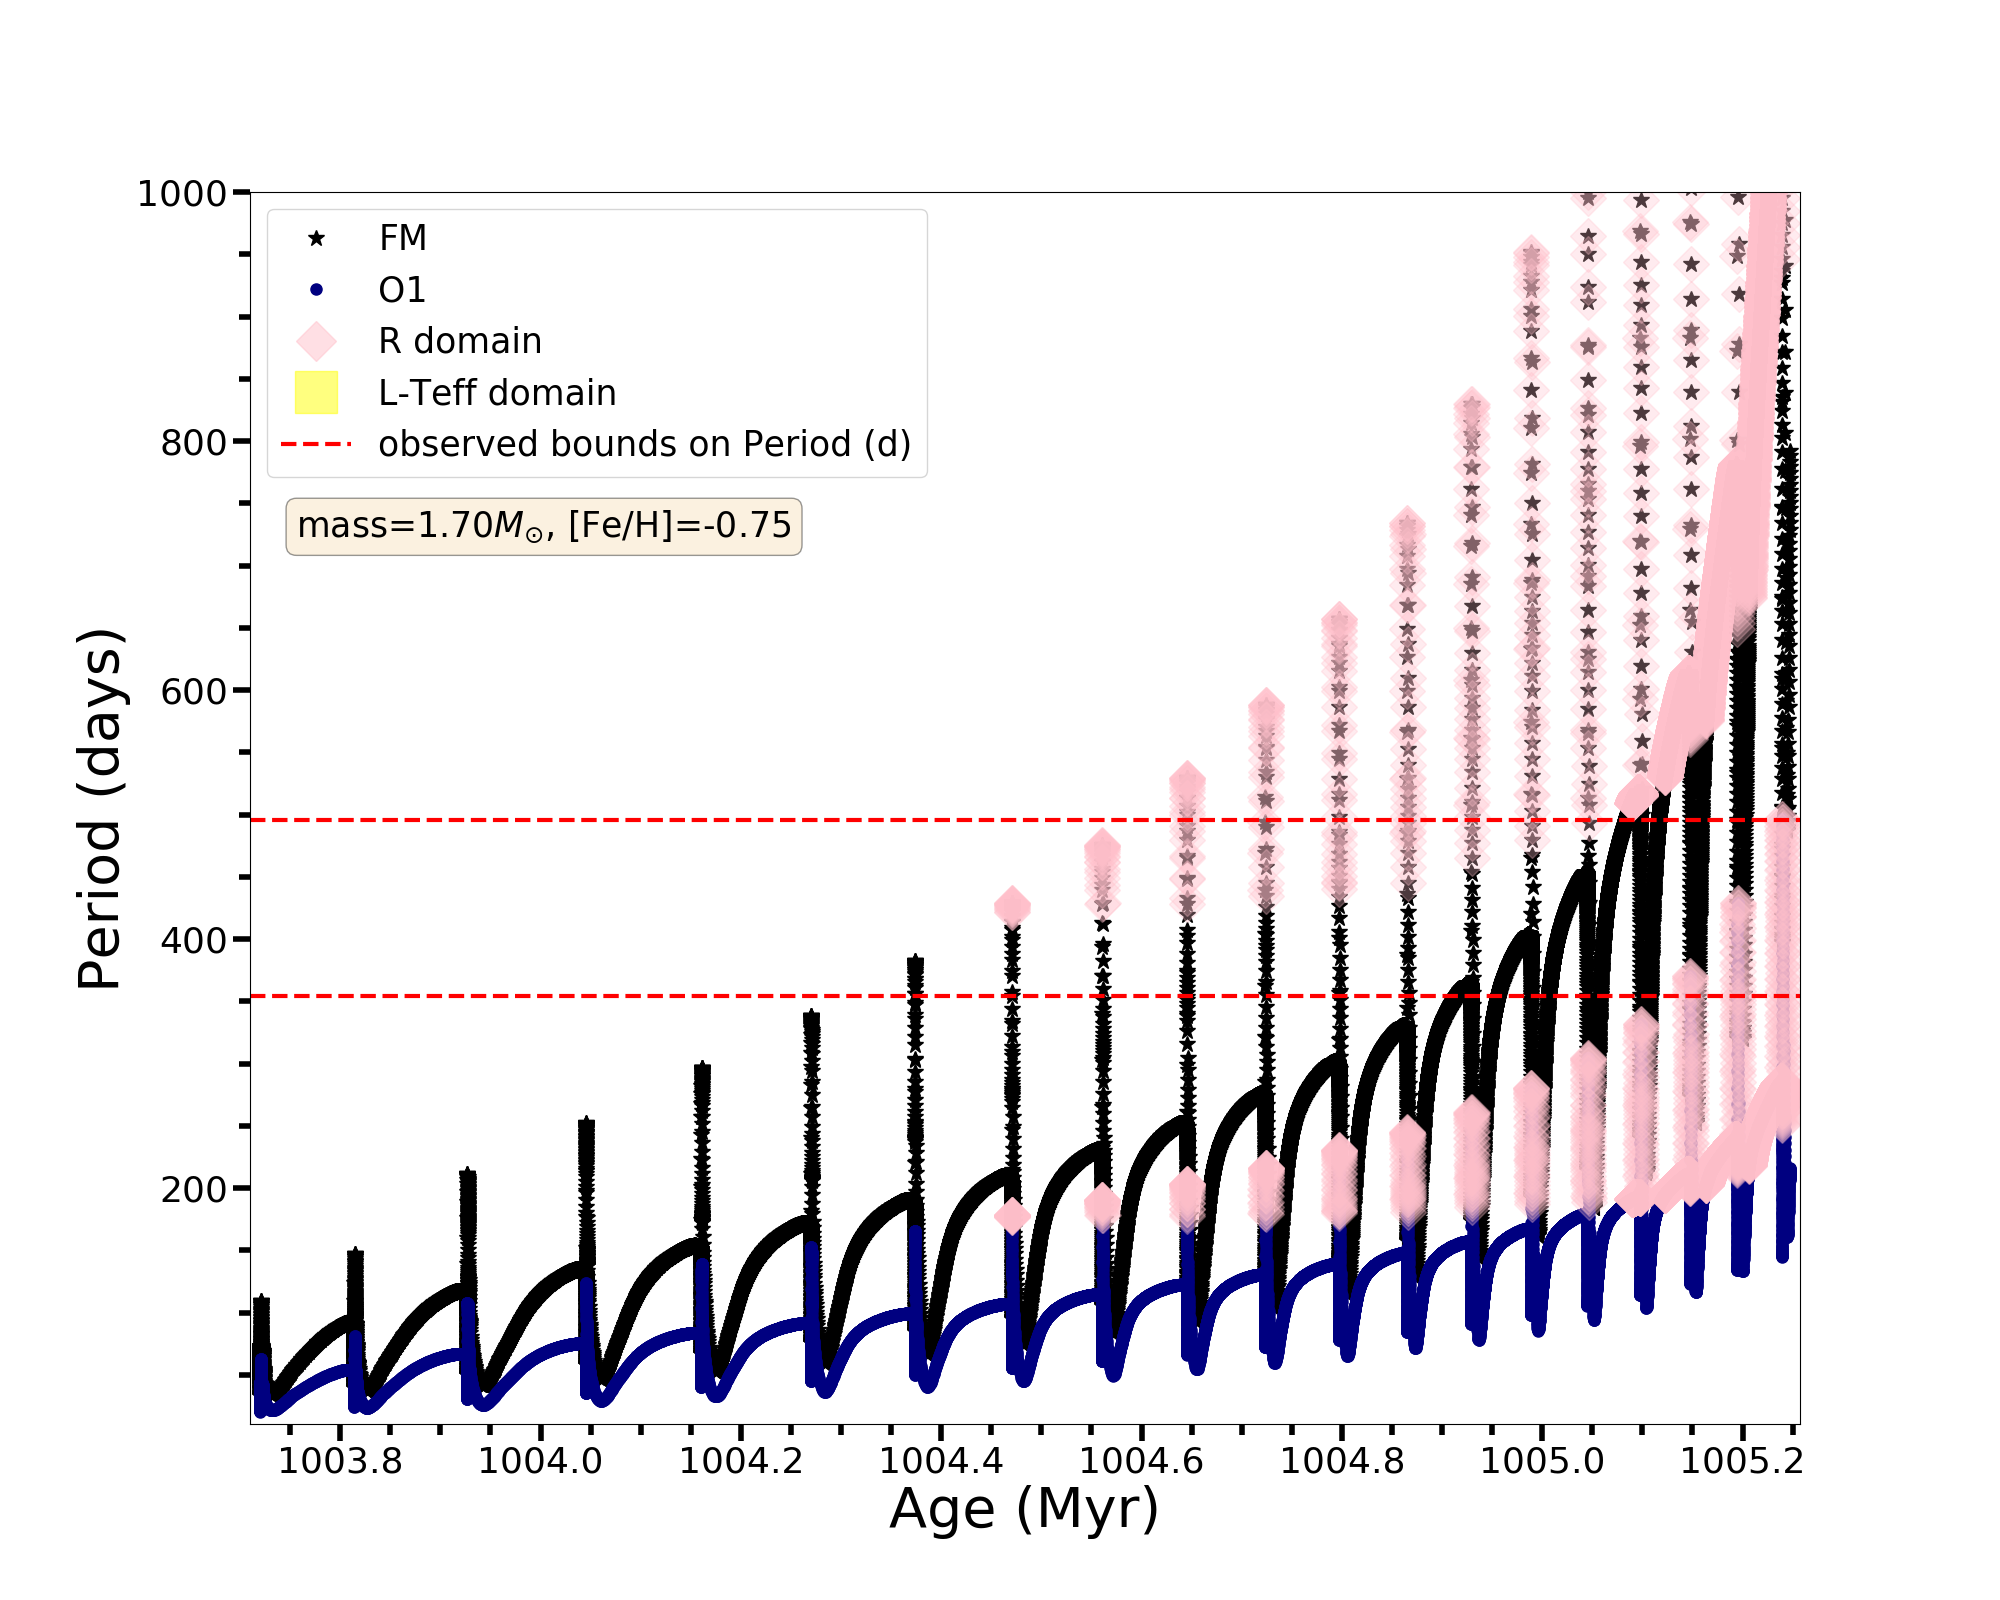 1000
800
600
400
200
Period (days)
FM
O1
R domain
L-Teff domain
observed bounds on Period (d)
mass=1.70M⊙, [Fe/H]=-0.75
1003.8 1004.0 1004.2 1004.4 1004.6 1004.8 1005.0 1005.2
Age (Myr)